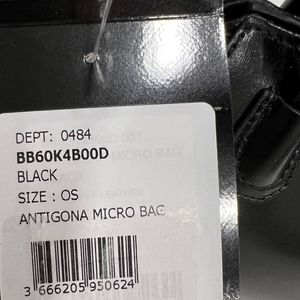 DEPT: 0484
BB60K4B00D
BLACK
SIZE : OS
ANTIGONA MICRO BAG
3 666205 950624